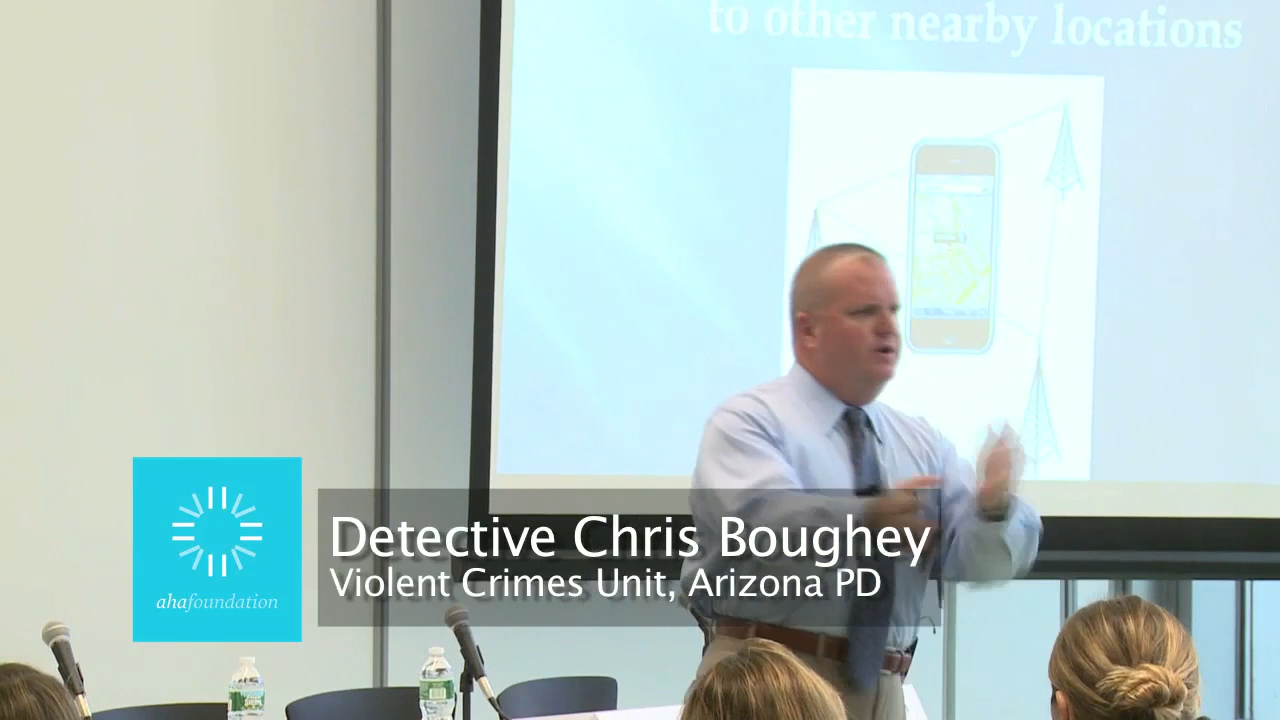 to other nearby locations
Detective Chris Boughey
Violent Crimes Unit, Arizona PD
ahafoundation